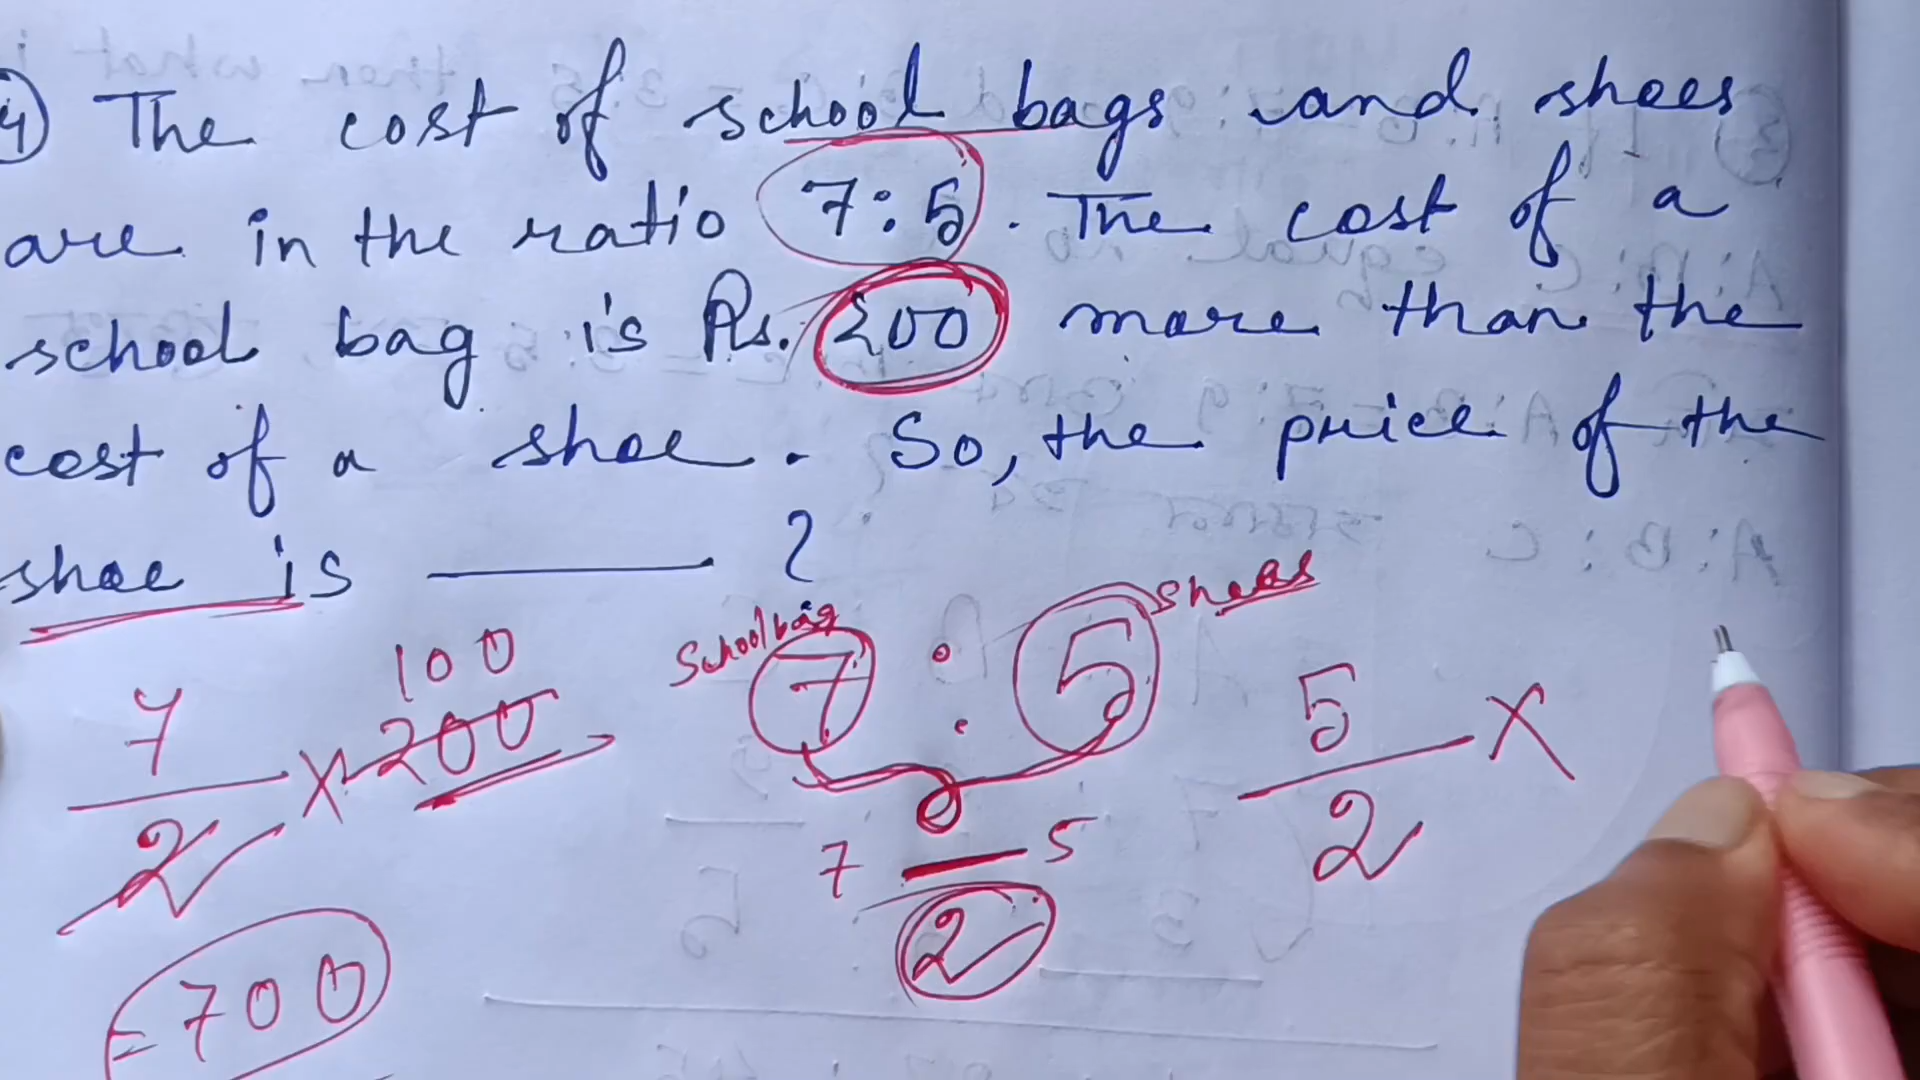 4) The cost of school bags and shoes
are in the ratio 7:5. The cost of a
school bag is Rs. 200 more than the
cost of a shoe. So, the price of the
shoe is ——— ?
School bag 7 : 5 shoes
7/2 × 200 100
= 700
7 — 5
2
5/2 ×